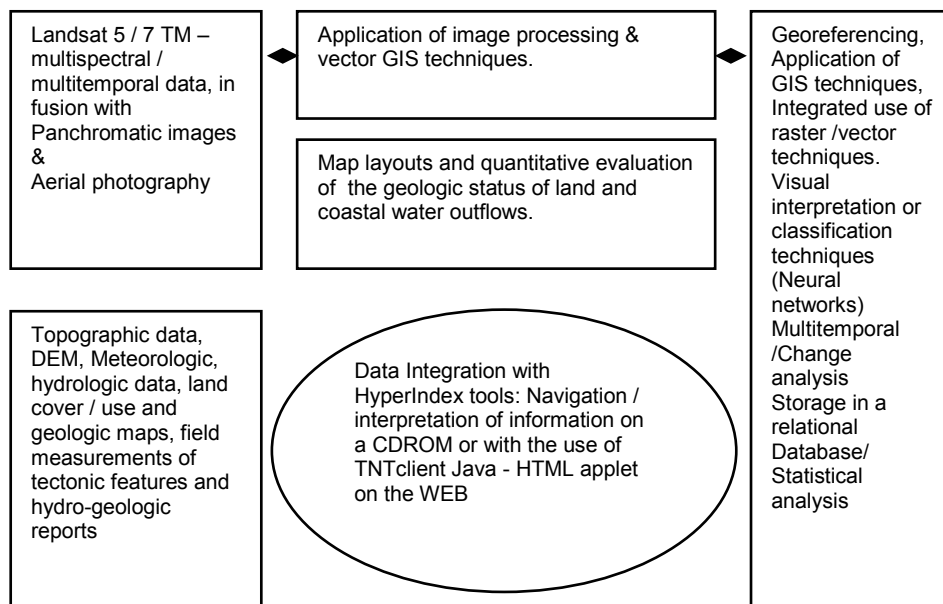 Landsat 5 / 7 TM –
multispectral /
multitemporal data, in
fusion with
Panchromatic images
&
Aerial photography
Application of image processing &
vector GIS techniques.
Map layouts and quantitative evaluation
of the geologic status of land and
coastal water outflows.
Georeferencing,
Application of
GIS techniques,
Integrated use of
raster /vector
techniques.
Visual
interpretation or
classification
techniques
(Neural
networks)
Multitemporal
/Change
analysis
Storage in a
relational
Database/
Statistical
analysis
Topographic data,
DEM, Meteorologic,
hydrologic data, land
cover / use and
geologic maps, field
measurements of
tectonic features and
hydro-geologic
reports
Data Integration with
HyperIndex tools: Navigation /
interpretation of information on
a CDROM or with the use of
TNTclient Java - HTML applet
on the WEB